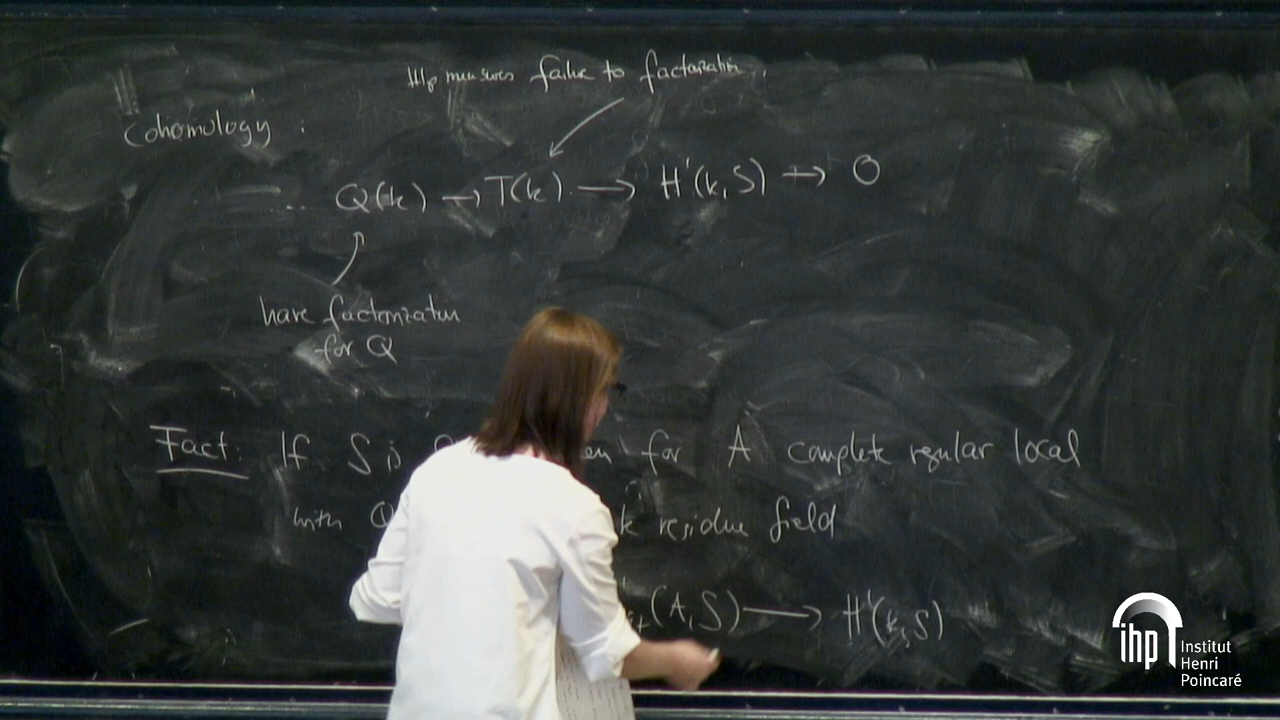 measures failure to factorization
Cohomology :
Q(k) → T(k) → H¹(k, S) → 0
have factorization
for Q
Fact: If S is for A complete regular local
with Q k residue field
(A, S) → H¹(k, S)
ihp Institut
Henri
Poincaré